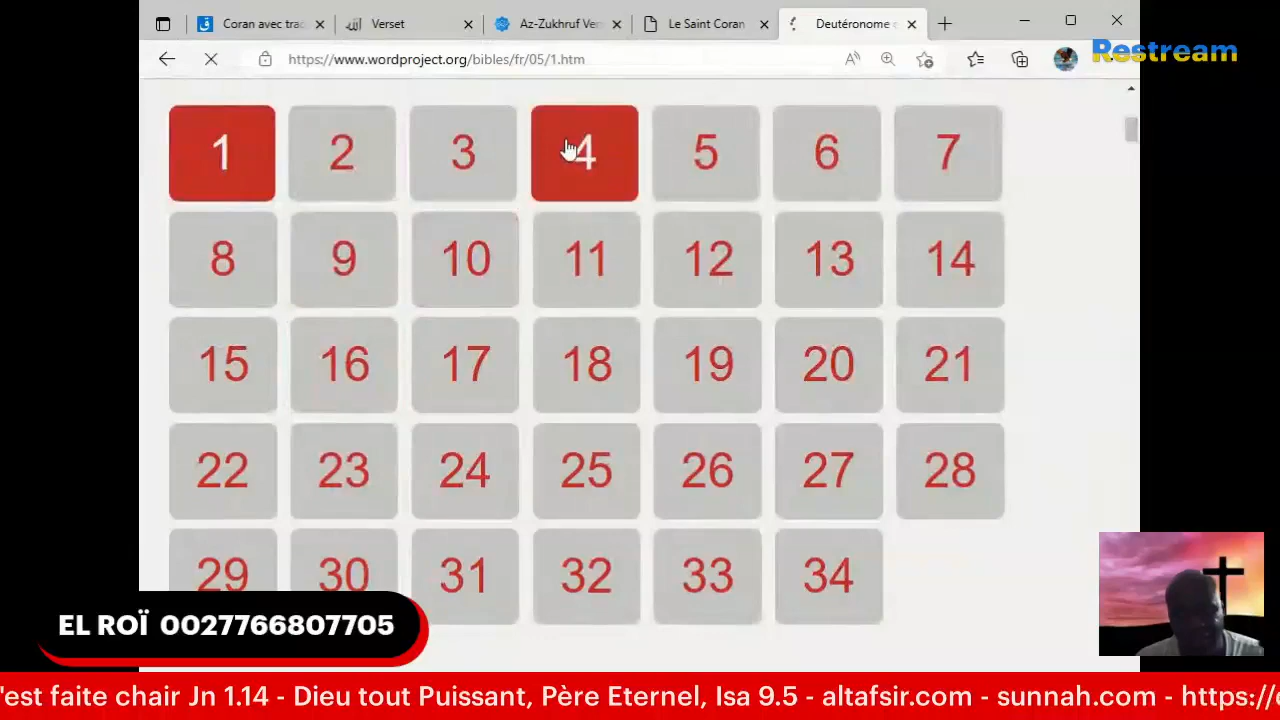 Coran avec tra
Verset
Az-Zukhruf Ver
Le Saint Coran
Deutéronome
https://www.wordproject.org/bibles/fr/05/1.htm
Restream
1 2 3 4 5 6 7
8 9 10 11 12 13 14
15 16 17 18 19 20 21
22 23 24 25 26 27 28
29 30 31 32 33 34
EL ROÏ 0027766807705
'est faite chair Jn 1.14 - Dieu tout Puissant, Père Eternel, Isa 9.5 - altafsir.com - sunnah.com - https://